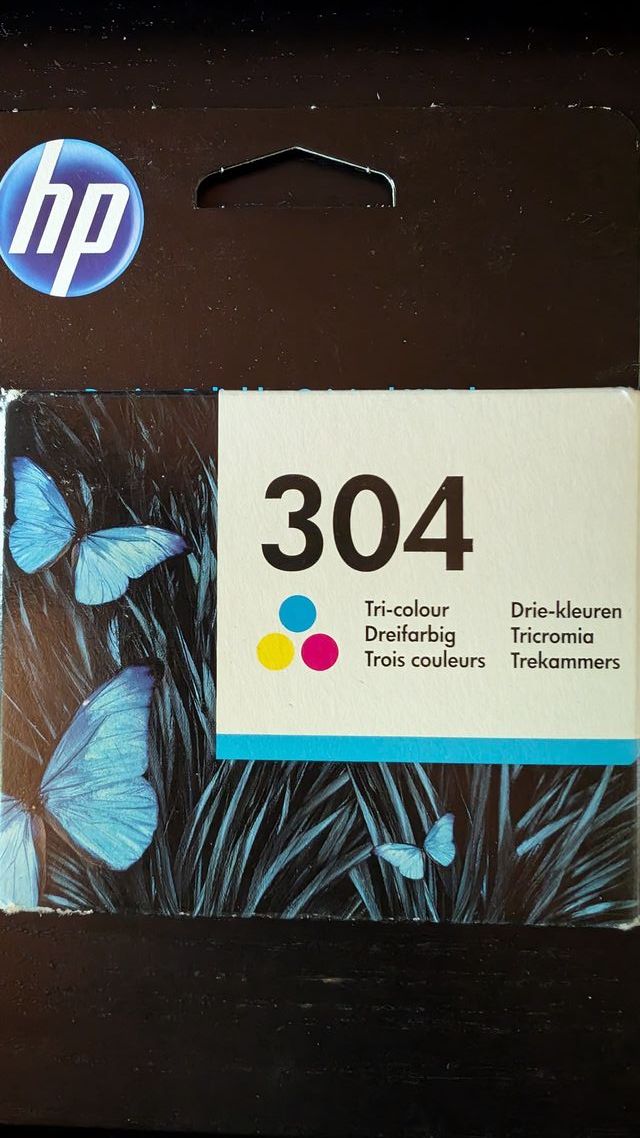 hp
304
Tri-colour
Dreifarbig
Trois couleurs
Drie-kleuren
Tricromia
Trekammers